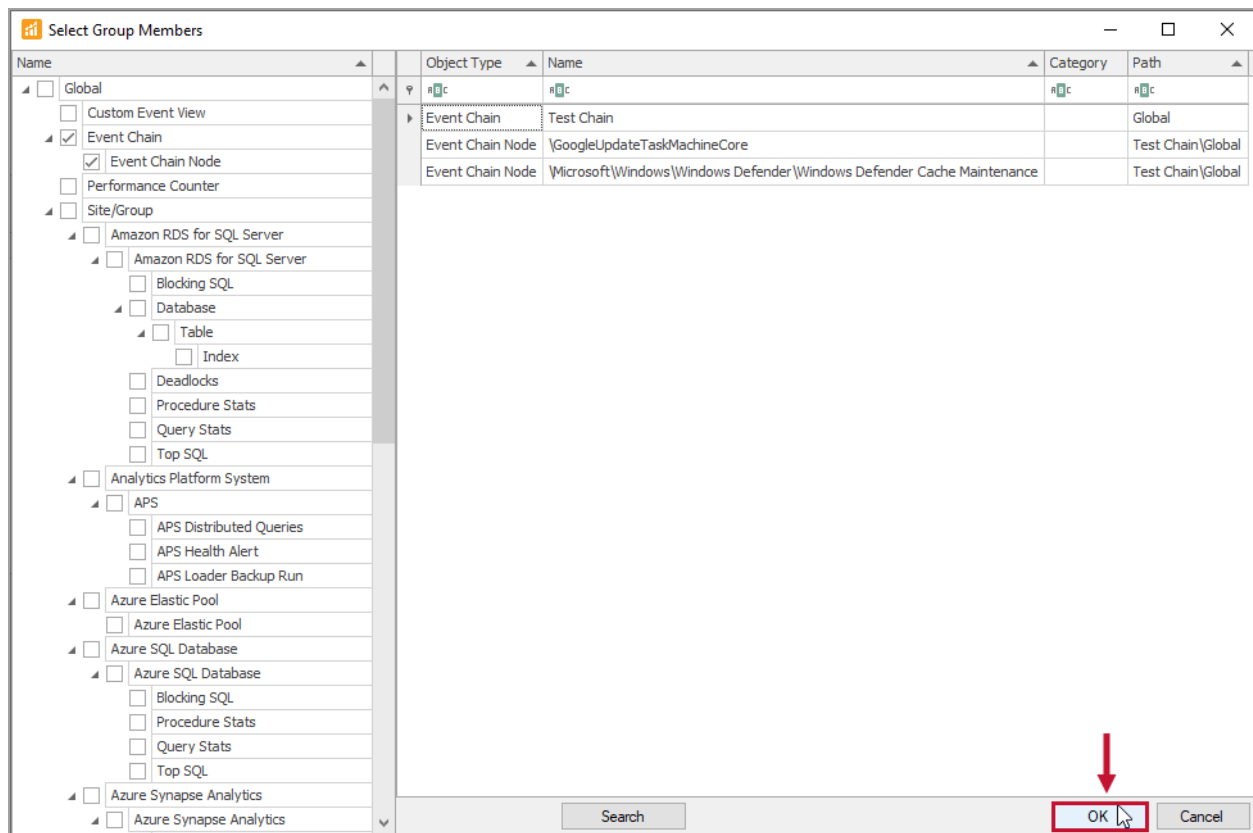 Select Group Members
Name
Global
Custom Event View
Event Chain
Event Chain Node
Performance Counter
Site/Group
Amazon RDS for SQL Server
Amazon RDS for SQL Server
Blocking SQL
Database
Table
Index
Deadlocks
Procedure Stats
Query Stats
Top SQL
Analytics Platform System
APS
APS Distributed Queries
APS Health Alert
APS Loader Backup Run
Azure Elastic Pool
Azure Elastic Pool
Azure SQL Database
Azure SQL Database
Blocking SQL
Procedure Stats
Query Stats
Top SQL
Azure Synapse Analytics
Azure Synapse Analytics
Object Type Name Category Path
ABC ABC ABC ABC
Event Chain Test Chain Global
Event Chain Node \GoogleUpdateTaskMachineCore Test Chain\Global
Event Chain Node \Microsoft\Windows\Windows Defender\Windows Defender Cache Maintenance Test Chain\Global
Search OK Cancel